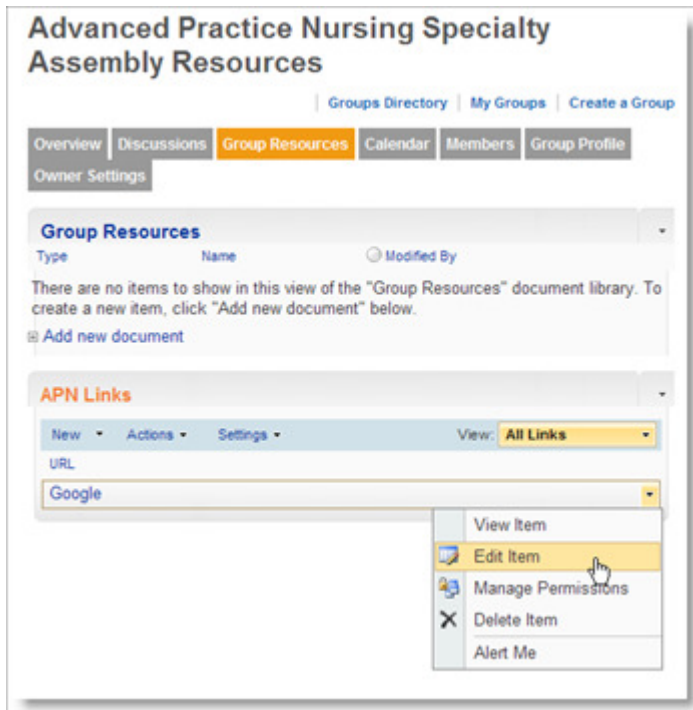 Advanced Practice Nursing Specialty
Assembly Resources
Groups Directory | My Groups | Create a Group
Overview Discussions Group Resources Calendar Members Group Profile
Owner Settings
Group Resources
Type Name Modified By
There are no items to show in this view of the "Group Resources" document library. To
create a new item, click "Add new document" below.
Add new document
APN Links
New Actions Settings View: All Links
URL
Google
View Item
Edit Item
Manage Permissions
Delete Item
Alert Me